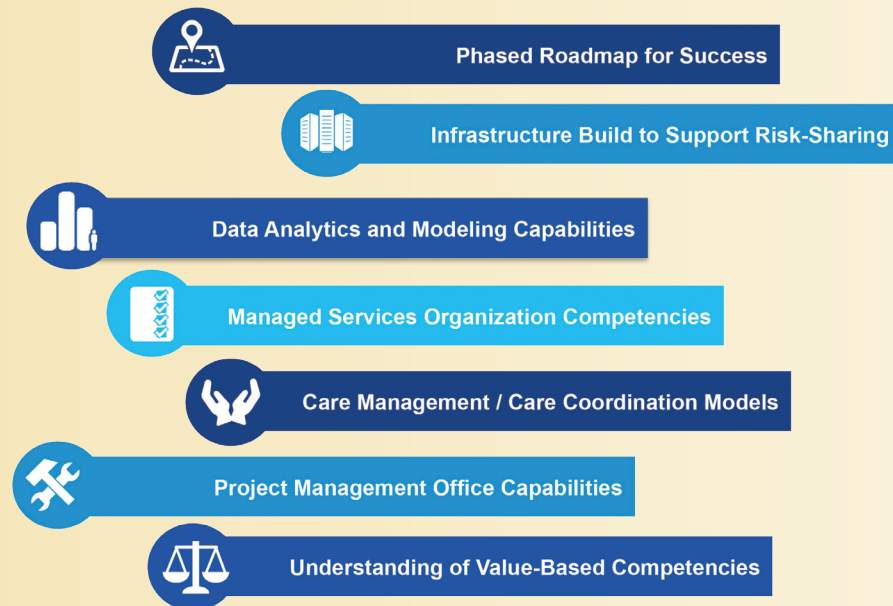 Phased Roadmap for Success
Infrastructure Build to Support Risk-Sharing
Data Analytics and Modeling Capabilities
Managed Services Organization Competencies
Care Management / Care Coordination Models
Project Management Office Capabilities
Understanding of Value-Based Competencies